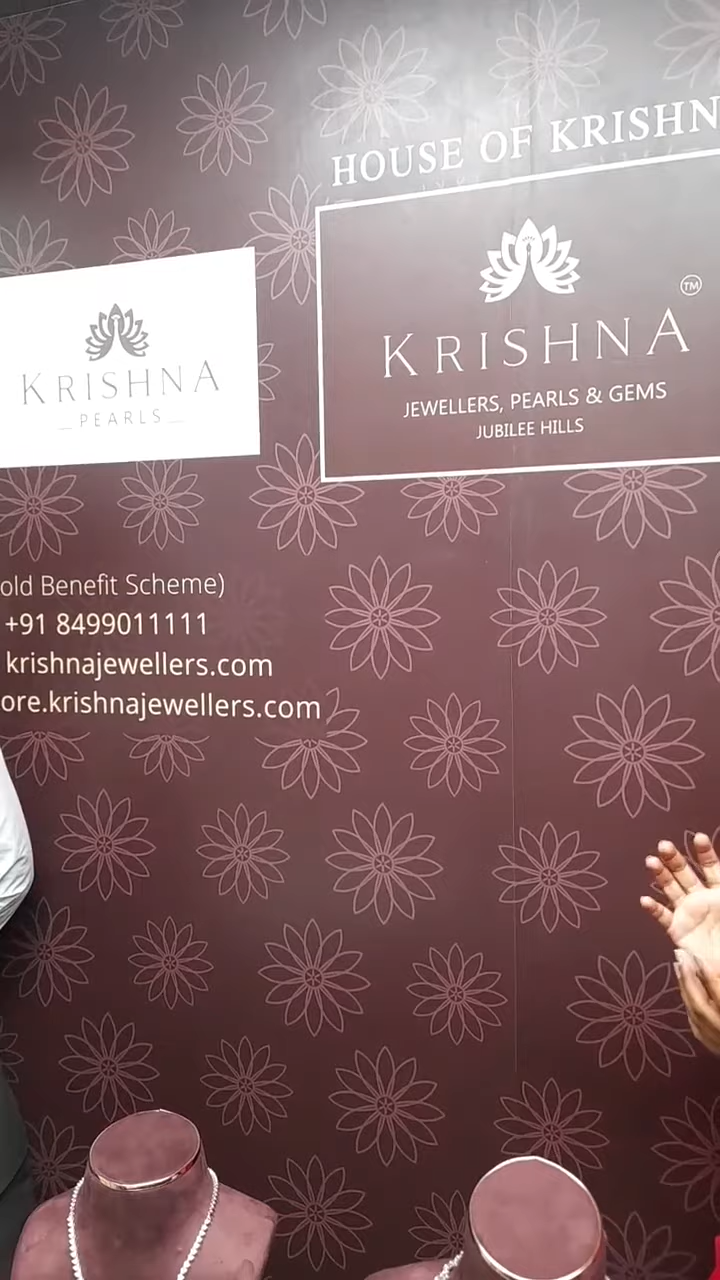 HOUSE OF KRISHN
KRISHNA
TM
JEWELLERS, PEARLS & GEMS
JUBILEE HILLS
KRISHNA
PEARLS
old Benefit Scheme)
+91 8499011111
krishnajewellers.com
ore.krishnajewellers.com